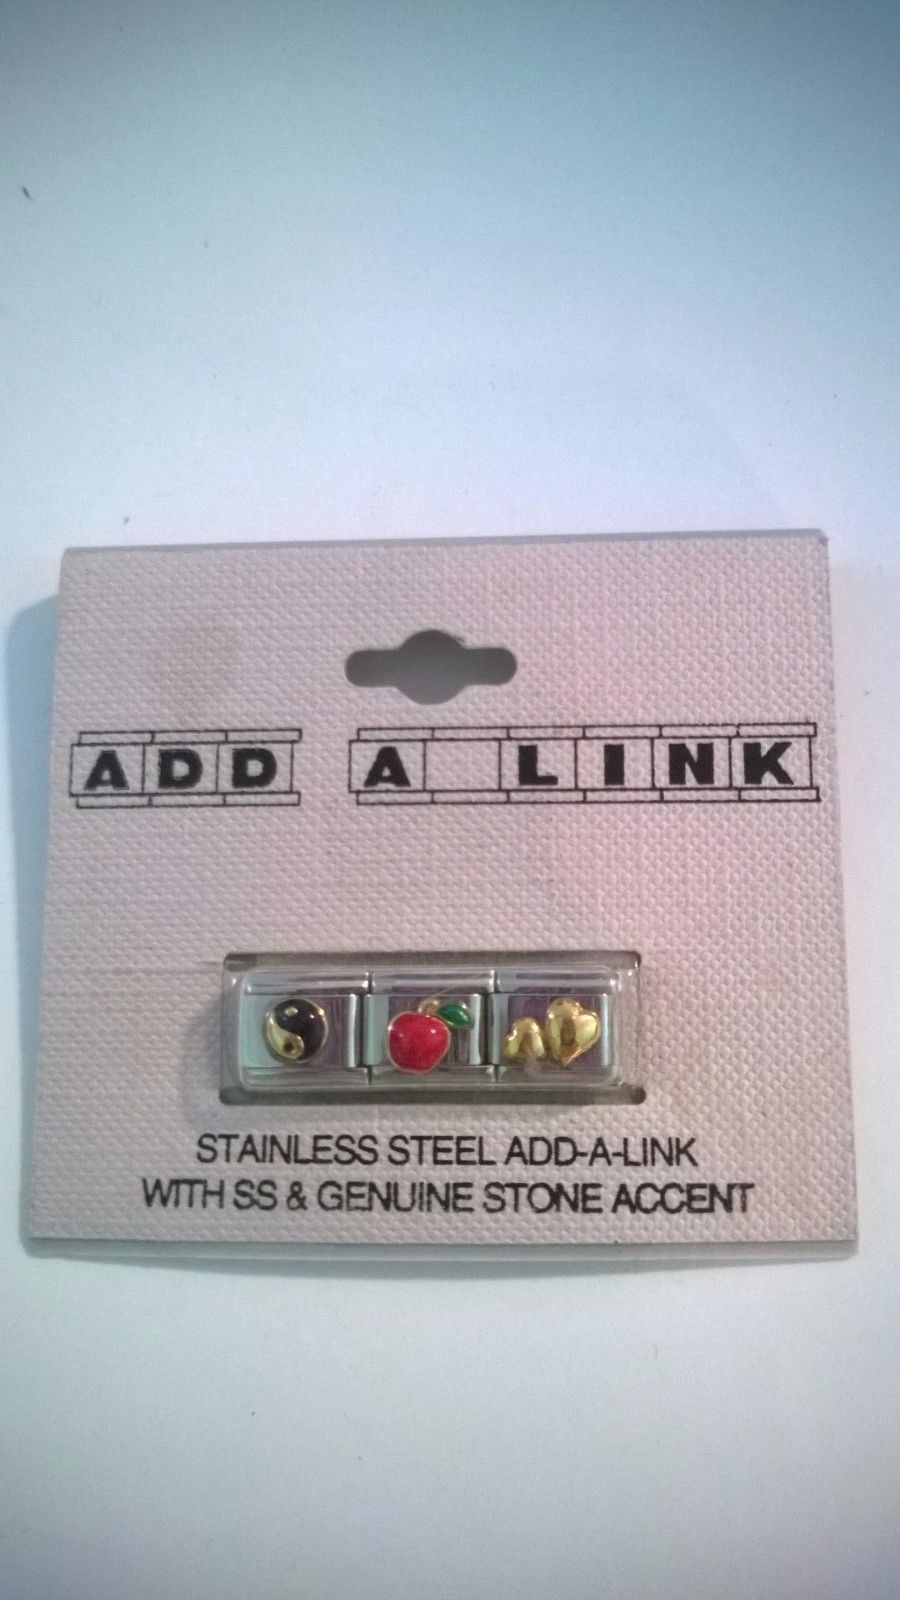 ADD A LINK
STAINLESS STEEL ADD-A-LINK
WITH SS & GENUINE STONE ACCENT